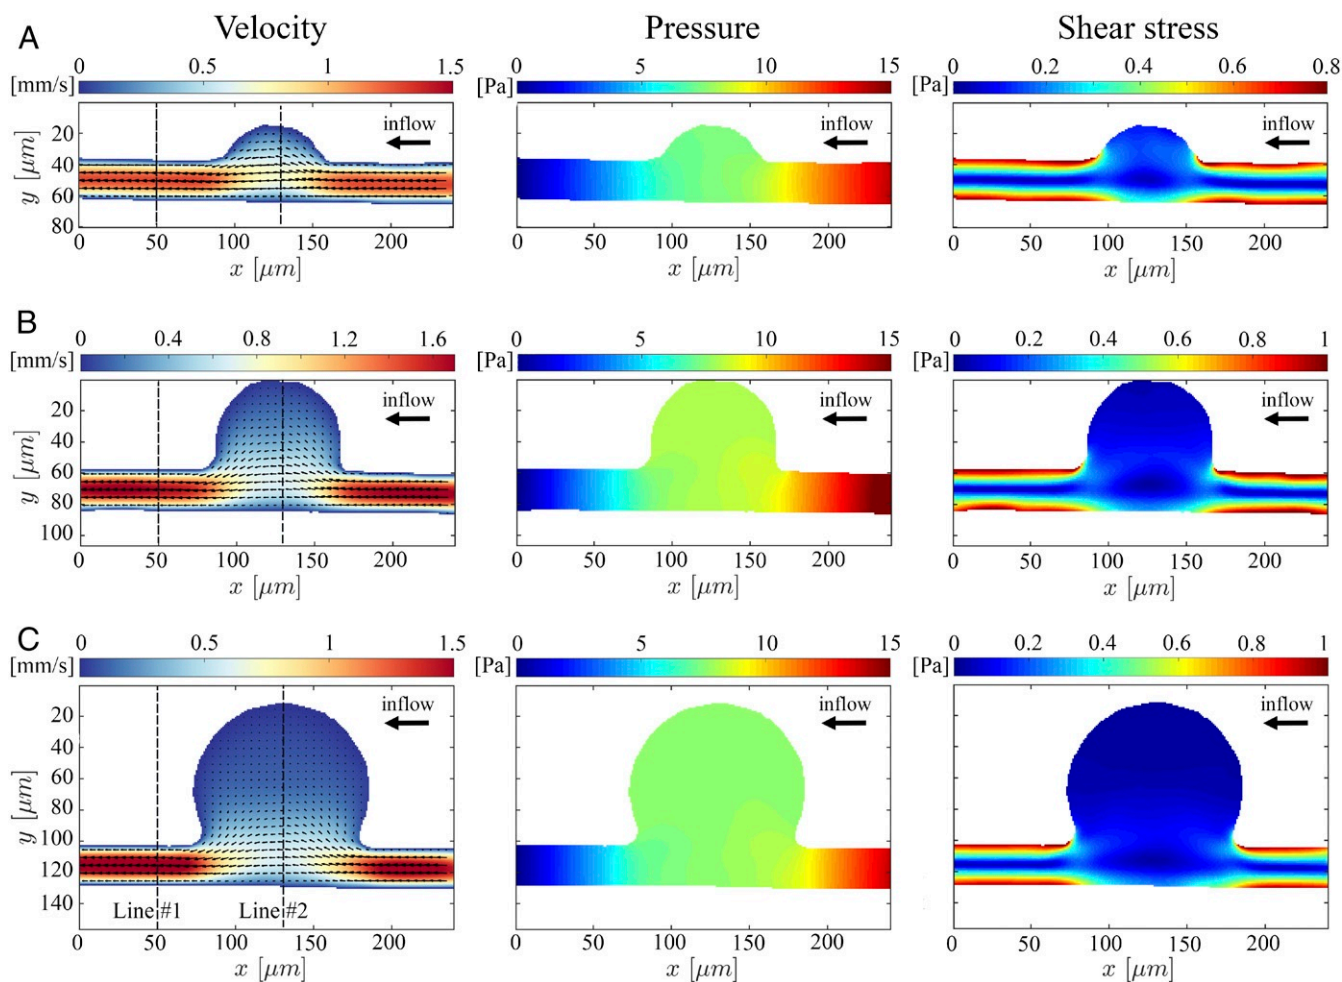 A
Velocity Pressure Shear stress
0 0.5 1 1.5 0 5 10 15 0 0.2 0.4 0.6 0.8
[mm/s] [Pa] [Pa]
inflow inflow inflow
20
40
60
80
y [μm]
0 50 100 150 200 0 50 100 150 200 0 50 100 150 200
x [μm] x [μm] x [μm]
B
0 0.4 0.8 1.2 1.6 0 5 10 15 0 0.2 0.4 0.6 0.8 1
[mm/s] [Pa] [Pa]
inflow inflow inflow
20
40
60
80
100
y [μm]
0 50 100 150 200 0 50 100 150 200 0 50 100 150 200
x [μm] x [μm] x [μm]
C
0 0.5 1 1.5 0 5 10 15 0 0.2 0.4 0.6 0.8 1
[mm/s] [Pa] [Pa]
inflow inflow inflow
20
40
60
80
100
120
140
y [μm]
Line #1 Line #2
0 50 100 150 200 0 50 100 150 200 0 50 100 150 200
x [μm] x [μm] x [μm]